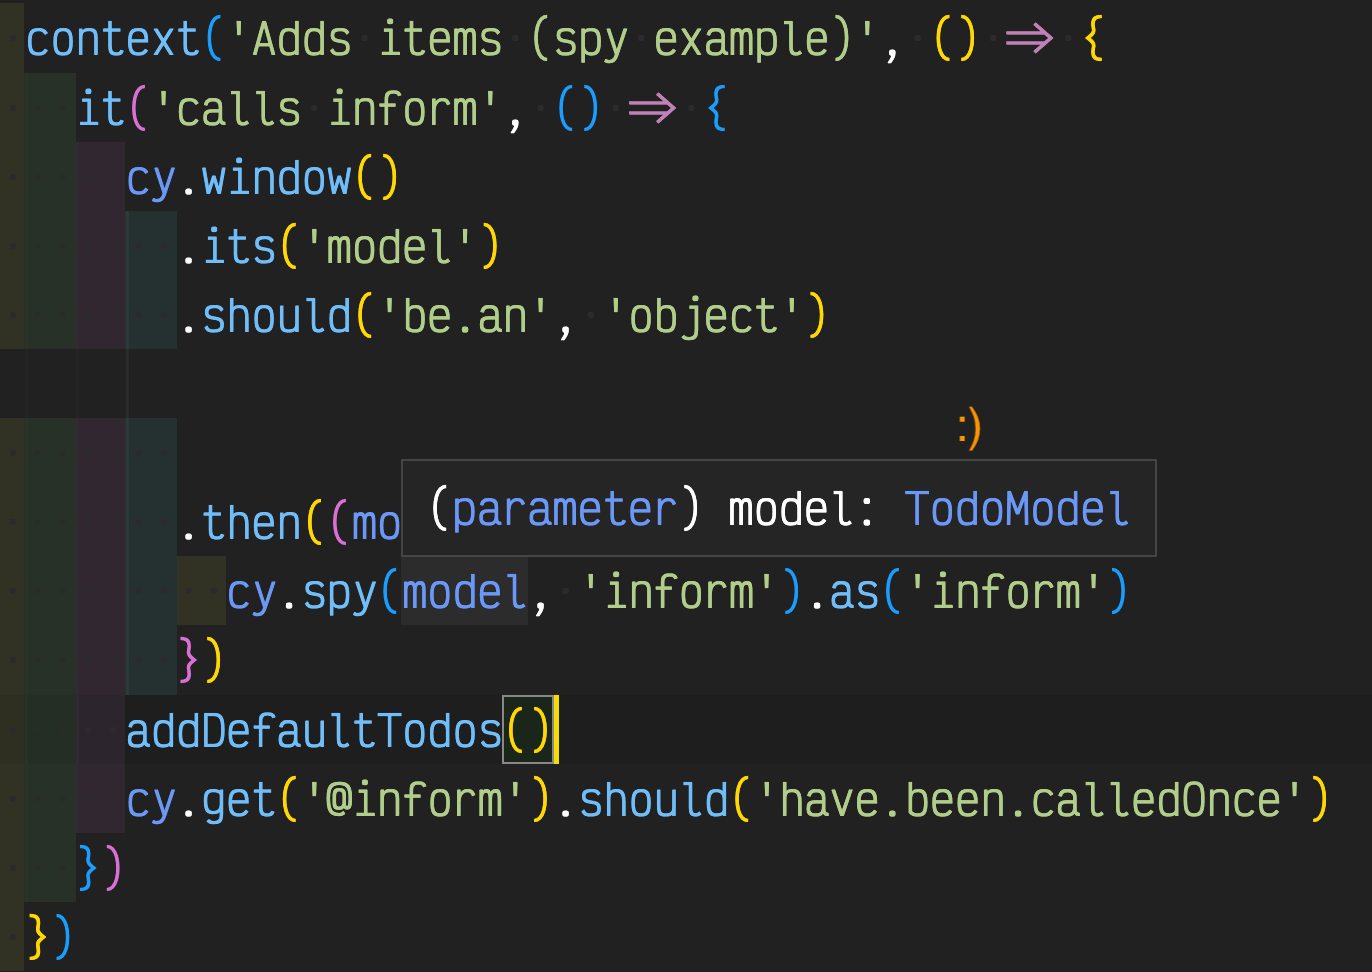 context('Adds items (spy example)', () => {
it('calls inform', () => {
cy.window()
.its('model')
.should('be.an', 'object')
:)
(parameter) model: TodoModel
.then((mo
cy.spy(model, 'inform').as('inform')
})
addDefaultTodos()
cy.get('@inform').should('have.been.calledOnce')
})
})